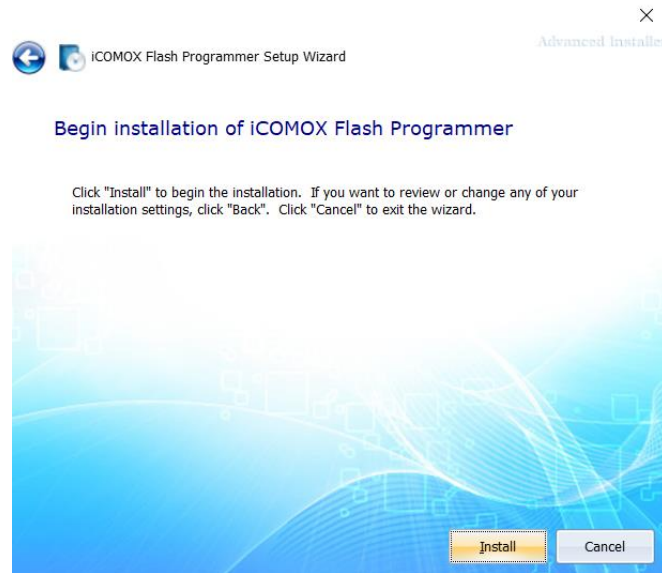 Advanced Installe
iCOMOX Flash Programmer Setup Wizard
Begin installation of iCOMOX Flash Programmer
Click "Install" to begin the installation.  If you want to review or change any of your
installation settings, click "Back".  Click "Cancel" to exit the wizard.
Install
Cancel